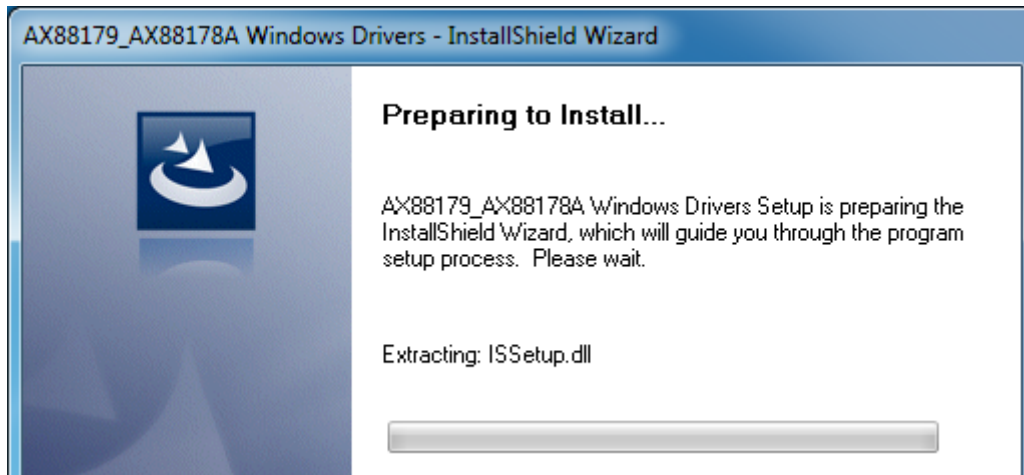 AX88179_AX88178A Windows Drivers - InstallShield Wizard
Preparing to Install...
AX88179_AX88178A Windows Drivers Setup is preparing the
InstallShield Wizard, which will guide you through the program
setup process.  Please wait.
Extracting: ISSetup.dll